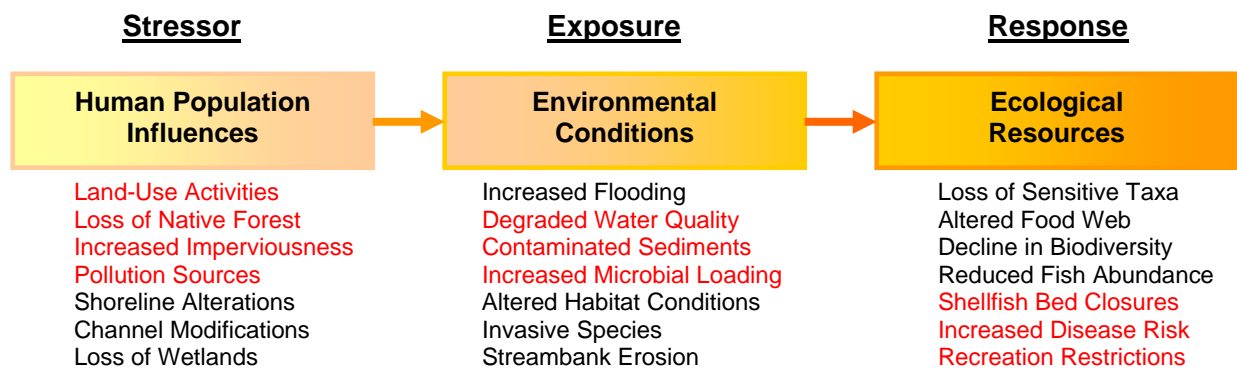 Stressor
Human Population
Influences
Land-Use Activities
Loss of Native Forest
Increased Imperviousness
Pollution Sources
Shoreline Alterations
Channel Modifications
Loss of Wetlands
Exposure
Environmental
Conditions
Increased Flooding
Degraded Water Quality
Contaminated Sediments
Increased Microbial Loading
Altered Habitat Conditions
Invasive Species
Streambank Erosion
Response
Ecological
Resources
Loss of Sensitive Taxa
Altered Food Web
Decline in Biodiversity
Reduced Fish Abundance
Shellfish Bed Closures
Increased Disease Risk
Recreation Restrictions